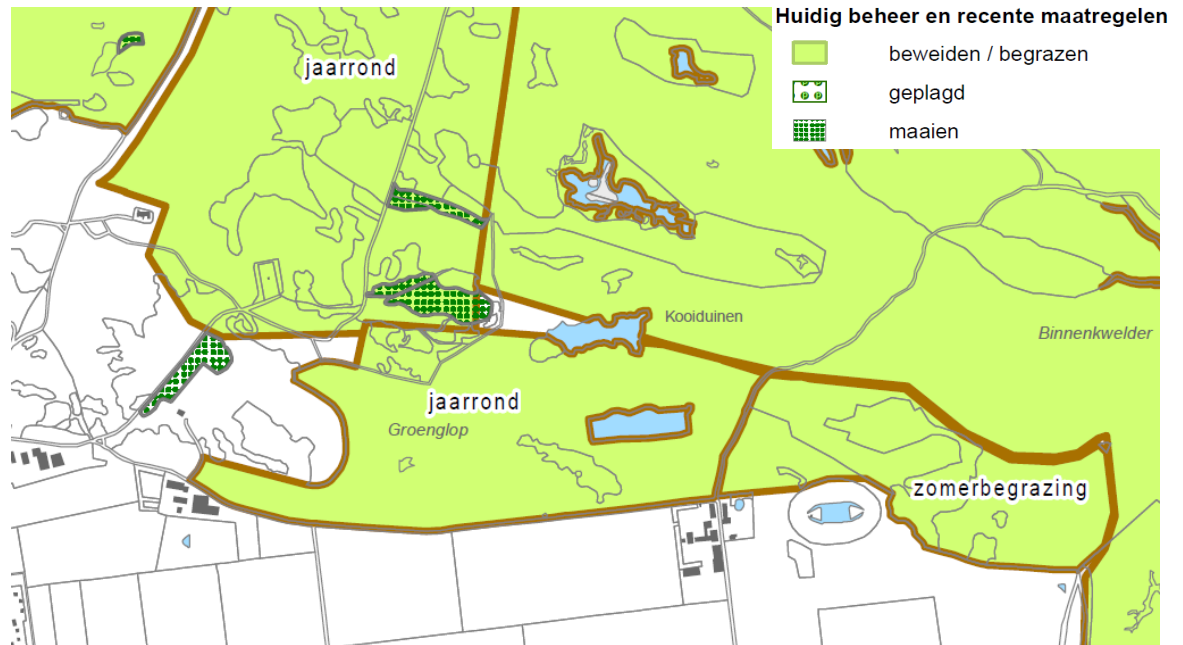 Huidig beheer en recente maatregelen
beweiden / begrazen
geplagd
maaien
jaarrond
Kooiduinen
Binnenkwelder
jaarrond
Groenglop
zomerbegrazing